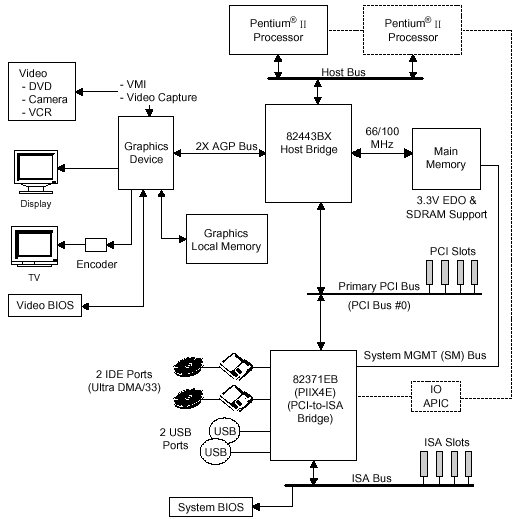 Pentium® II
Processor
Pentium® II
Processor
Host Bus
Video
- DVD
- Camera
- VCR
- VMI
- Video Capture
Graphics
Device
2X AGP Bus
82443BX
Host Bridge
66/100
MHz
Main
Memory
3.3V EDO &
SDRAM Support
Display
TV
Encoder
Graphics
Local Memory
Video BIOS
PCI Slots
Primary PCI Bus
(PCI Bus #0)
System MGMT (SM) Bus
2 IDE Ports
(Ultra DMA/33)
82371EB
(PIIX4E)
(PCI-to-ISA
Bridge)
IO
APIC
2 USB
Ports
USB
USB
ISA Slots
ISA Bus
System BIOS